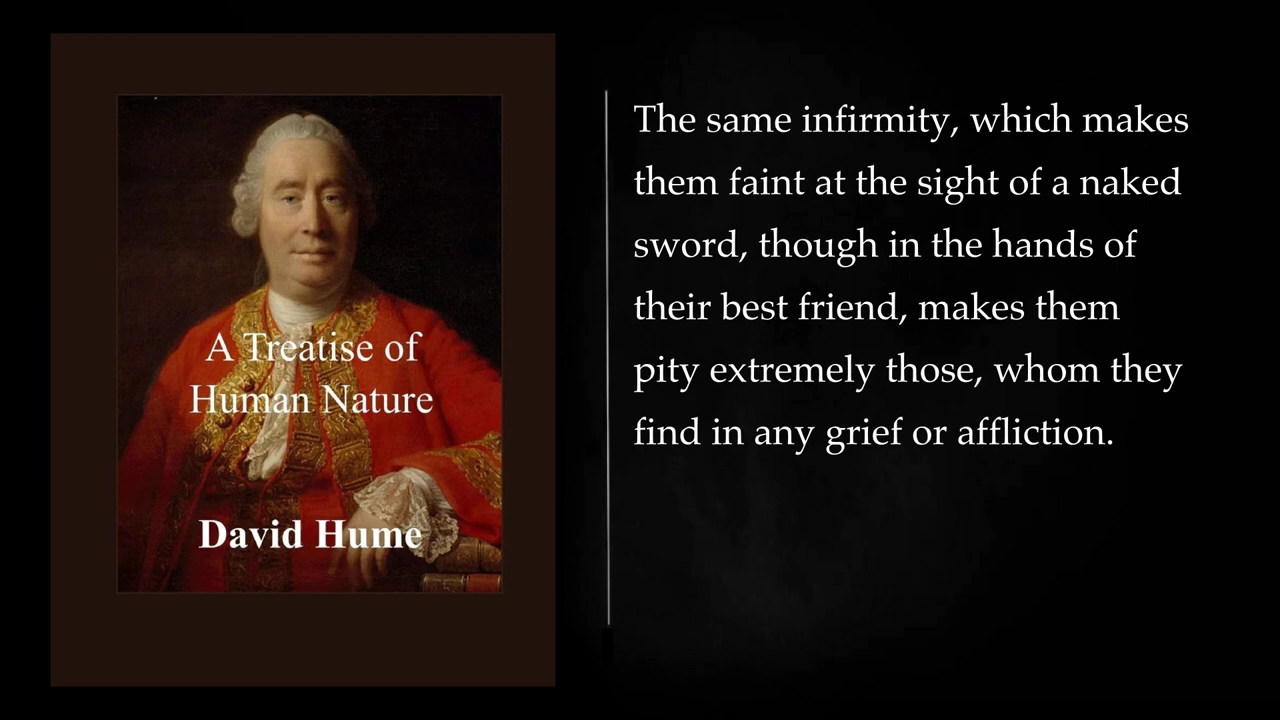 A Treatise of
Human Nature
David Hume
The same infirmity, which makes
them faint at the sight of a naked
sword, though in the hands of
their best friend, makes them
pity extremely those, whom they
find in any grief or affliction.